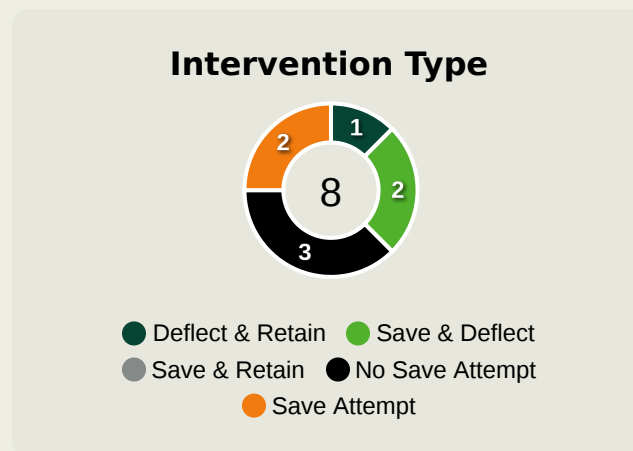 Intervention Type
1
2
2
8
3
Deflect & Retain
Save & Deflect
Save & Retain
No Save Attempt
Save Attempt